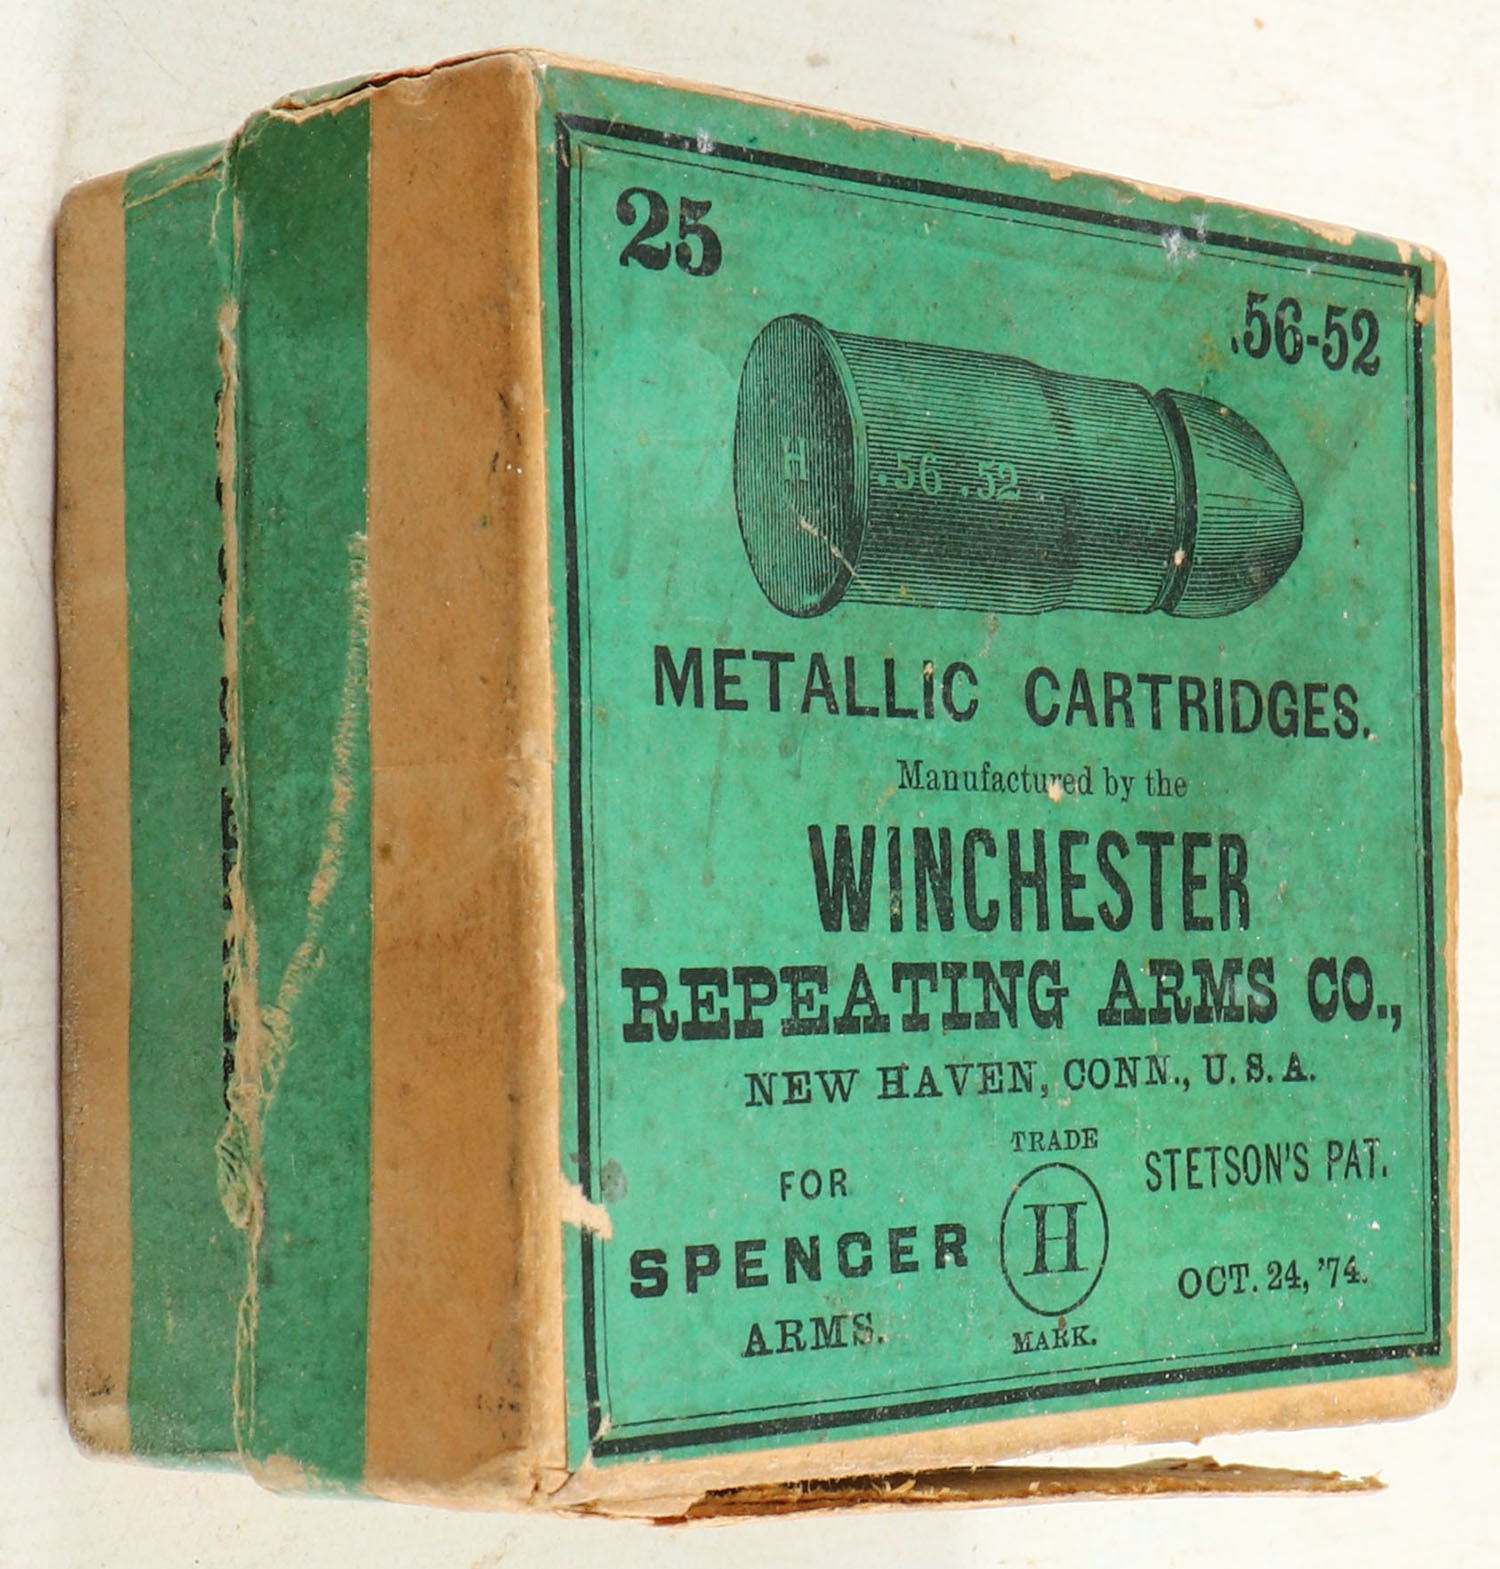 25
.56-52
H
.56 .52
METALLIC CARTRIDGES.
Manufactured by the
WINCHESTER
REPEATING ARMS CO.,
NEW HAVEN, CONN., U. S. A.
FOR
SPENCER
ARMS.
TRADE
H
MARK.
STETSON'S PAT.
OCT. 24, '74.